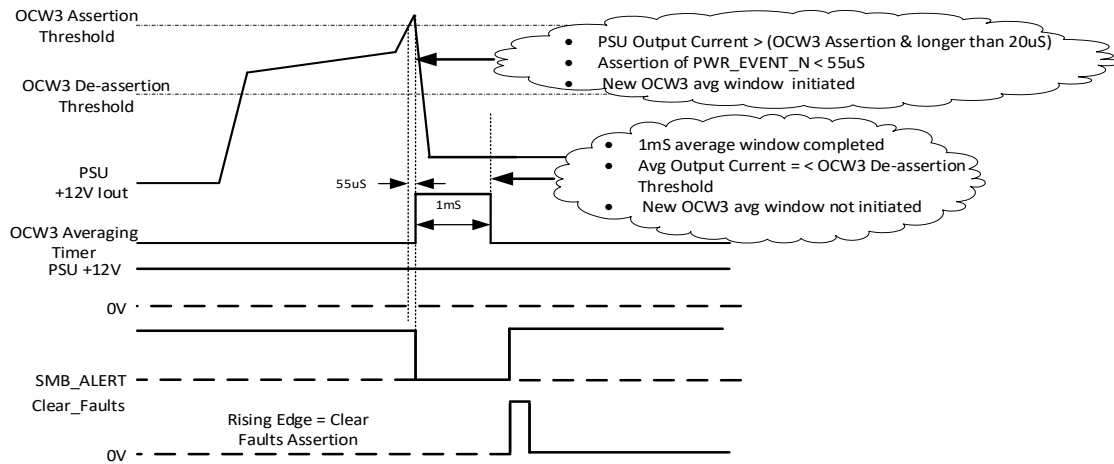 OCW3 Assertion
Threshold
• PSU Output Current > (OCW3 Assertion & longer than 20uS)
• Assertion of PWR_EVENT_N < 55uS
• New OCW3 avg window initiated
OCW3 De-assertion
Threshold
• 1mS average window completed
• Avg Output Current = < OCW3 De-assertion
Threshold
• New OCW3 avg window not initiated
PSU
+12V Iout
55uS
1mS
OCW3 Averaging
Timer
PSU +12V
0V
SMB_ALERT
Clear_Faults
Rising Edge = Clear
Faults Assertion
0V